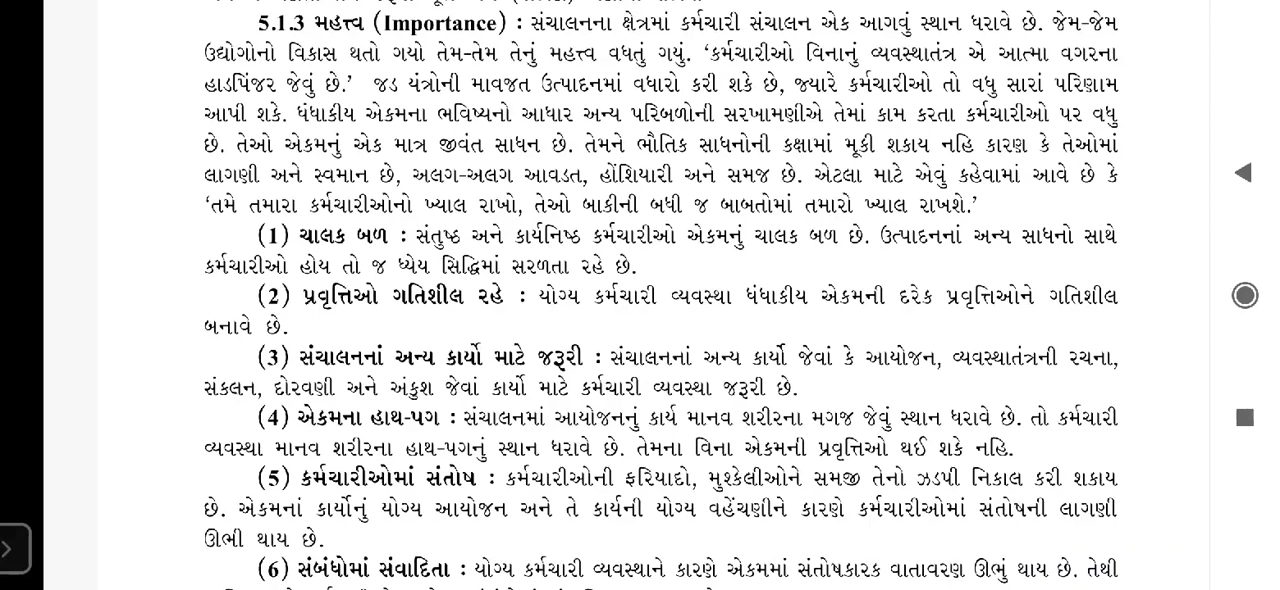 5.1.3 મહત્ત્વ (Importance) : સંચાલનના ક્ષેત્રમાં કર્મચારી સંચાલન એક આગવું સ્થાન ધરાવે છે. જેમ-જેમ
ઉદ્યોગોનો વિકાસ થતો ગયો તેમ-તેમ તેનું મહત્ત્વ વધતું ગયું. ‘કર્મચારીઓ વિનાનું વ્યવસ્થાતંત્ર એ આત્મા વગરના
હાડપિંજર જેવું છે.’ જડ યંત્રોની માવજત ઉત્પાદનમાં વધારો કરી શકે છે, જ્યારે કર્મચારીઓ તો વધુ સારાં પરિણામ
આપી શકે. ધંધાકીય એકમના ભવિષ્યનો આધાર અન્ય પરિબળોની સરખામણીએ તેમાં કામ કરતા કર્મચારીઓ પર વધુ
છે. તેઓ એકમનું એક માત્ર જીવંત સાધન છે. તેમને ભૌતિક સાધનોની કક્ષામાં મૂકી શકાય નહિ કારણ કે તેઓમાં
લાગણી અને સ્વમાન છે, અલગ-અલગ આવડત, હોંશિયારી અને સમજ છે. એટલા માટે એવું કહેવામાં આવે છે કે
‘તમે તમારા કર્મચારીઓનો ખ્યાલ રાખો, તેઓ બાકીની બધી જ બાબતોમાં તમારો ખ્યાલ રાખશે.’
(1) ચાલક બળ : સંતુષ્ઠ અને કાર્યનિષ્ઠ કર્મચારીઓ એકમનું ચાલક બળ છે. ઉત્પાદનનાં અન્ય સાધનો સાથે
કર્મચારીઓ હોય તો જ ધ્યેય સિદ્ધિમાં સરળતા રહે છે.
(2) પ્રવૃત્તિઓ ગતિશીલ રહે : યોગ્ય કર્મચારી વ્યવસ્થા ધંધાકીય એકમની દરેક પ્રવૃત્તિઓને ગતિશીલ
બનાવે છે.
(3) સંચાલનનાં અન્ય કાર્યો માટે જરૂરી : સંચાલનનાં અન્ય કાર્યો જેવાં કે આયોજન, વ્યવસ્થાતંત્રની રચના,
સંકલન, દોરવણી અને અંકુશ જેવાં કાર્યો માટે કર્મચારી વ્યવસ્થા જરૂરી છે.
(4) એકમના હાથ-પગ : સંચાલનમાં આયોજનનું કાર્ય માનવ શરીરના મગજ જેવું સ્થાન ધરાવે છે. તો કર્મચારી
વ્યવસ્થા માનવ શરીરના હાથ-પગનું સ્થાન ધરાવે છે. તેમના વિના એકમની પ્રવૃત્તિઓ થઈ શકે નહિ.
(5) કર્મચારીઓમાં સંતોષ : કર્મચારીઓની ફરિયાદો, મુશ્કેલીઓને સમજી તેનો ઝડપી નિકાલ કરી શકાય
છે. એકમનાં કાર્યોનું યોગ્ય આયોજન અને તે કાર્યની યોગ્ય વહેંચણીને કારણે કર્મચારીઓમાં સંતોષની લાગણી
ઊભી થાય છે.
(6) સંબંધોમાં સંવાદિતા : યોગ્ય કર્મચારી વ્યવસ્થાને કારણે એકમમાં સંતોષકારક વાતાવરણ ઊભું થાય છે. તેથી